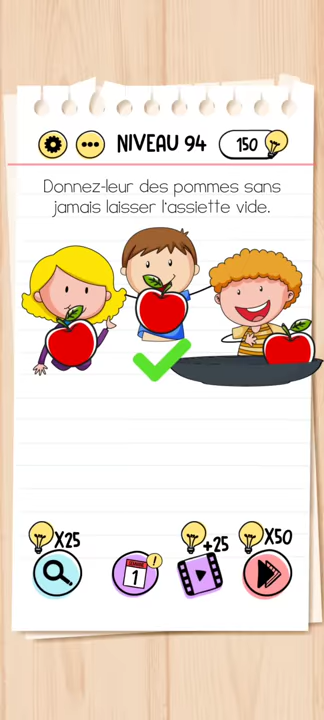 NIVEAU 94
150
Donnez-leur des pommes sans
jamais laisser l'assiette vide.
X25
1
!
+25
X50